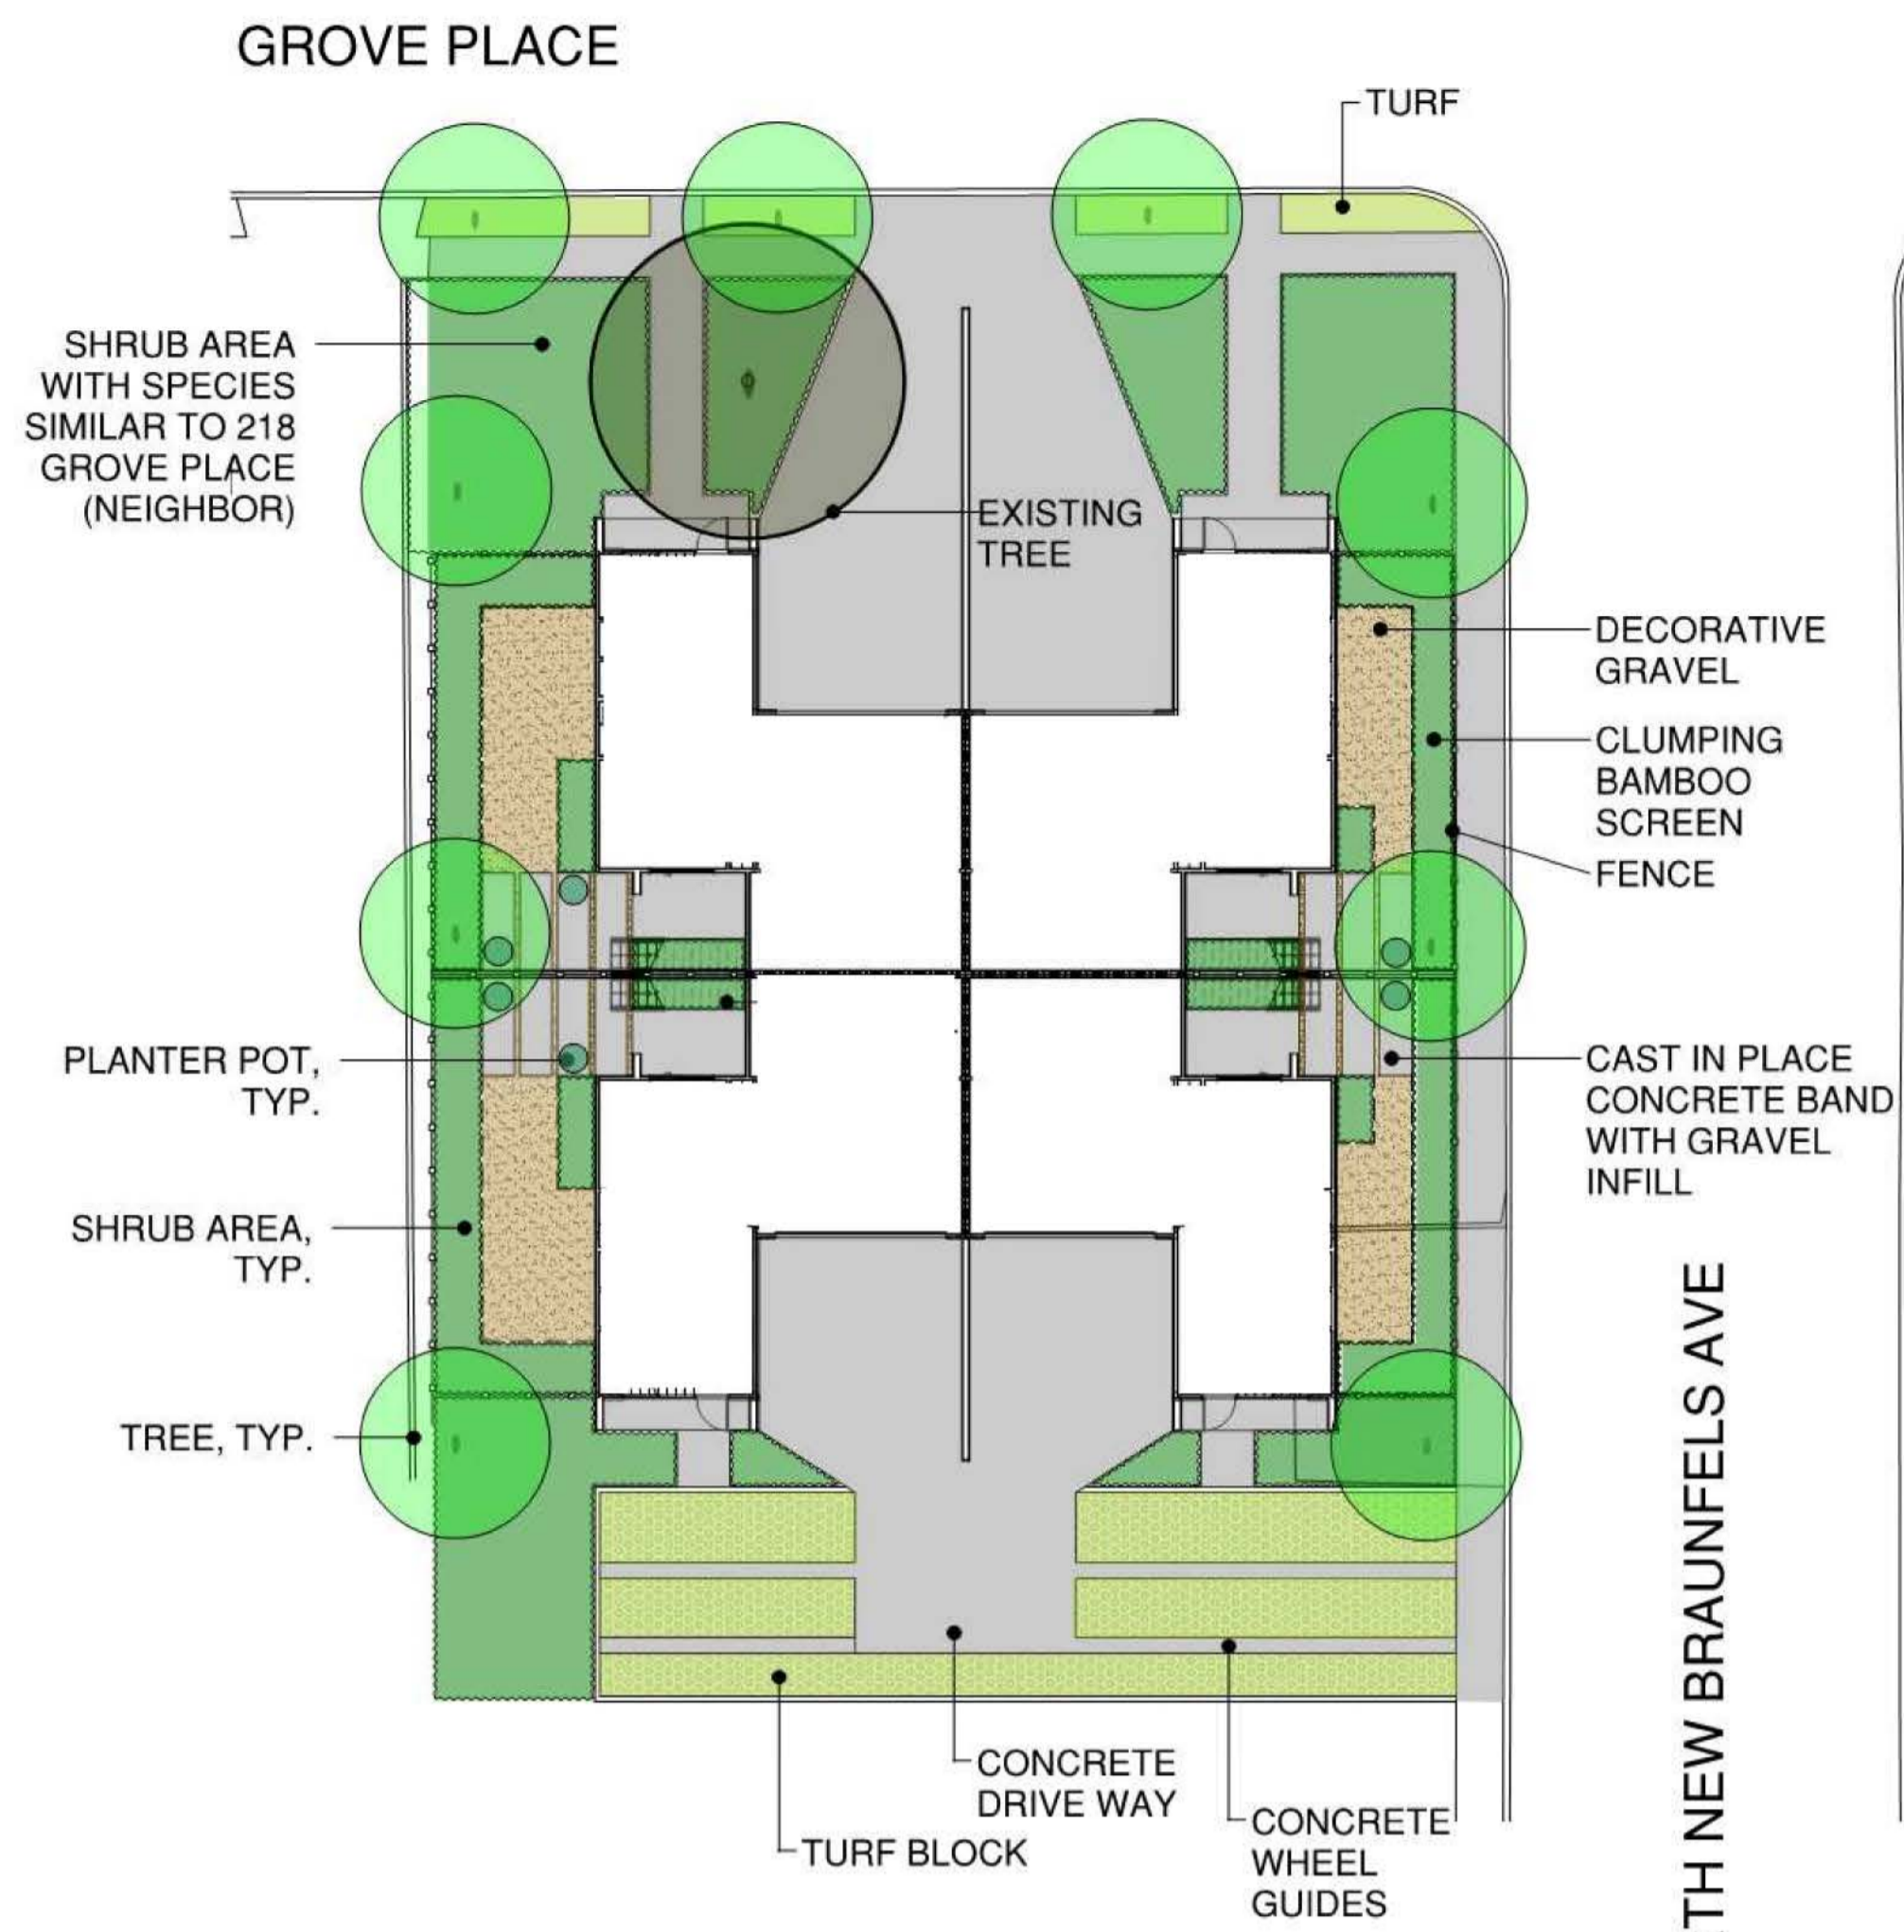 GROVE PLACE
TURF
SHRUB AREA
WITH SPECIES
SIMILAR TO 218
GROVE PLACE
(NEIGHBOR)
EXISTING
TREE
DECORATIVE
GRAVEL
CLUMPING
BAMBOO
SCREEN
FENCE
PLANTER POT,
TYP.
CAST IN PLACE
CONCRETE BAND
WITH GRAVEL
INFILL
SHRUB AREA,
TYP.
TREE, TYP.
TH NEW BRAUNFELS AVE
CONCRETE
DRIVE WAY
CONCRETE
WHEEL
GUIDES
TURF BLOCK